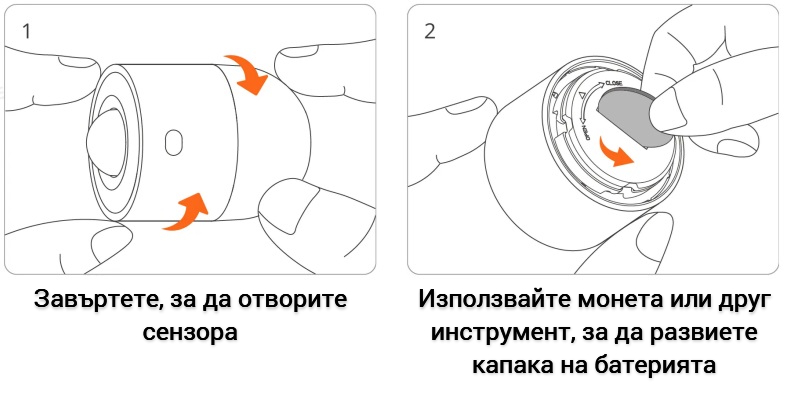 1
Завъртете, за да отворите
сензора
2
CLOSE
OPEN
Използвайте монета или друг
инструмент, за да развиете
капака на батерията